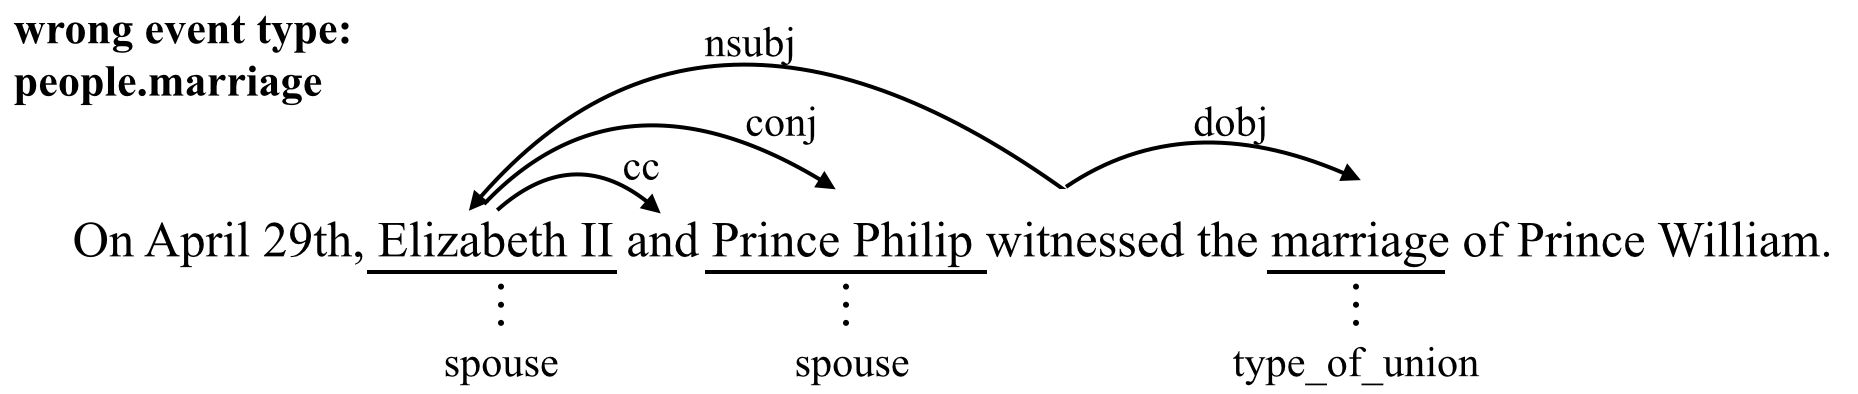 wrong event type:
people.marriage
nsubj
conj
dobj
cc
On April 29th, Elizabeth II and Prince Philip witnessed the marriage of Prince William.
spouse
spouse
type_of_union